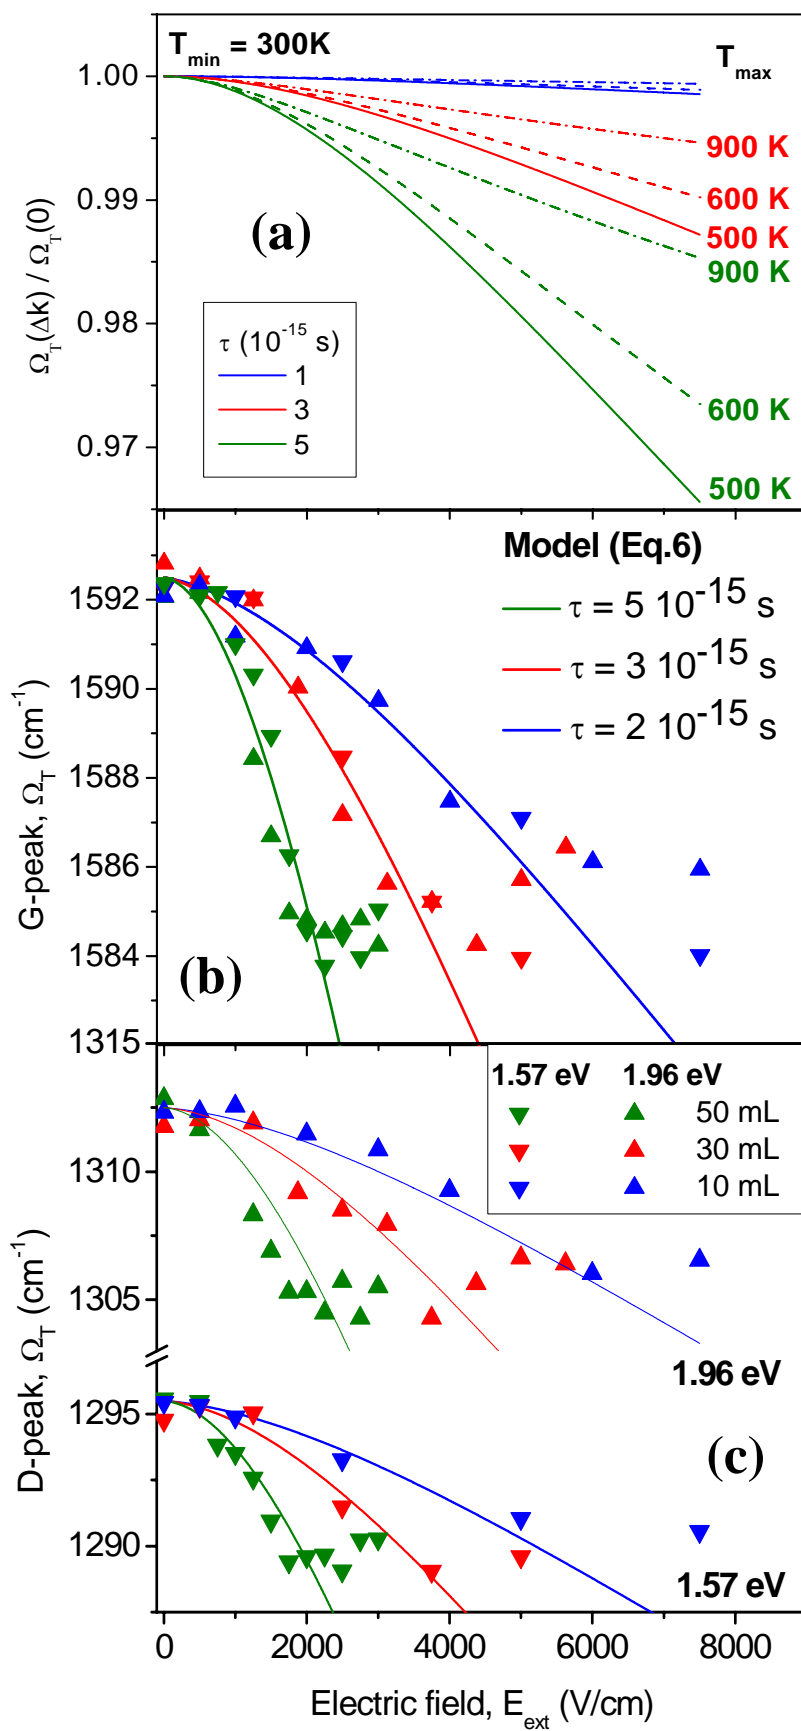 T_min = 300K
T_max
1.00
0.99
0.98
0.97
Ω_T(Δk) / Ω_T(0)
(a)
900 K
600 K
500 K
900 K
600 K
500 K
τ (10^-15 s)
1
3
5
Model (Eq.6)
τ = 5 10^-15 s
τ = 3 10^-15 s
τ = 2 10^-15 s
1592
1590
1588
1586
1584
G-peak, Ω_T (cm^-1)
(b)
1315
1310
1305
1295
1290
D-peak, Ω_T (cm^-1)
1.57 eV 1.96 eV
50 mL
30 mL
10 mL
1.96 eV
(c)
1.57 eV
0 2000 4000 6000 8000
Electric field, E_ext (V/cm)